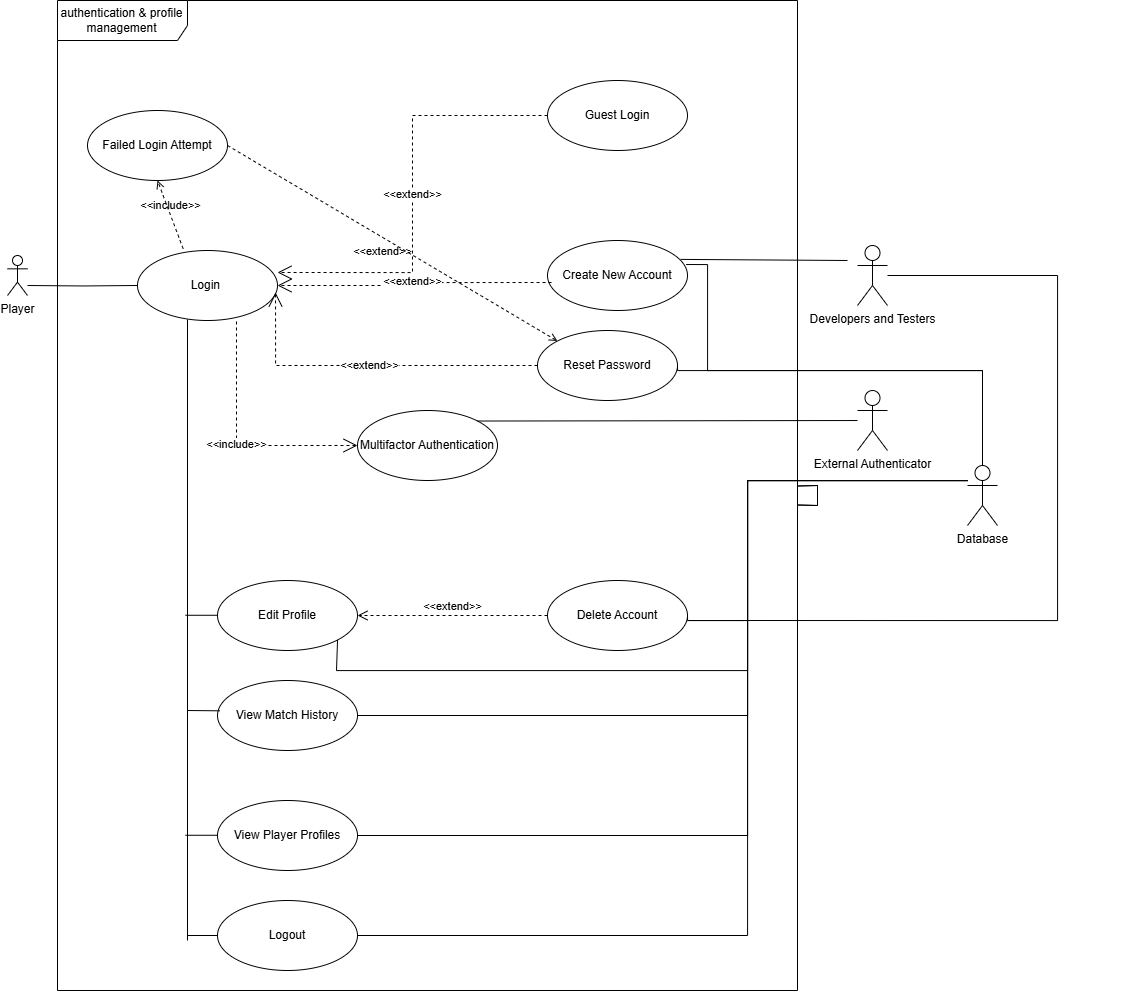 authentication & profile
management
Guest Login
Failed Login Attempt
<<extend>>
<<include>>
<<extend>>
Create New Account
<<extend>>
Login
Player
Developers and Testers
Reset Password
<<extend>>
<<include>>
Multifactor Authentication
External Authenticator
Database
Edit Profile
<<extend>>
Delete Account
View Match History
View Player Profiles
Logout